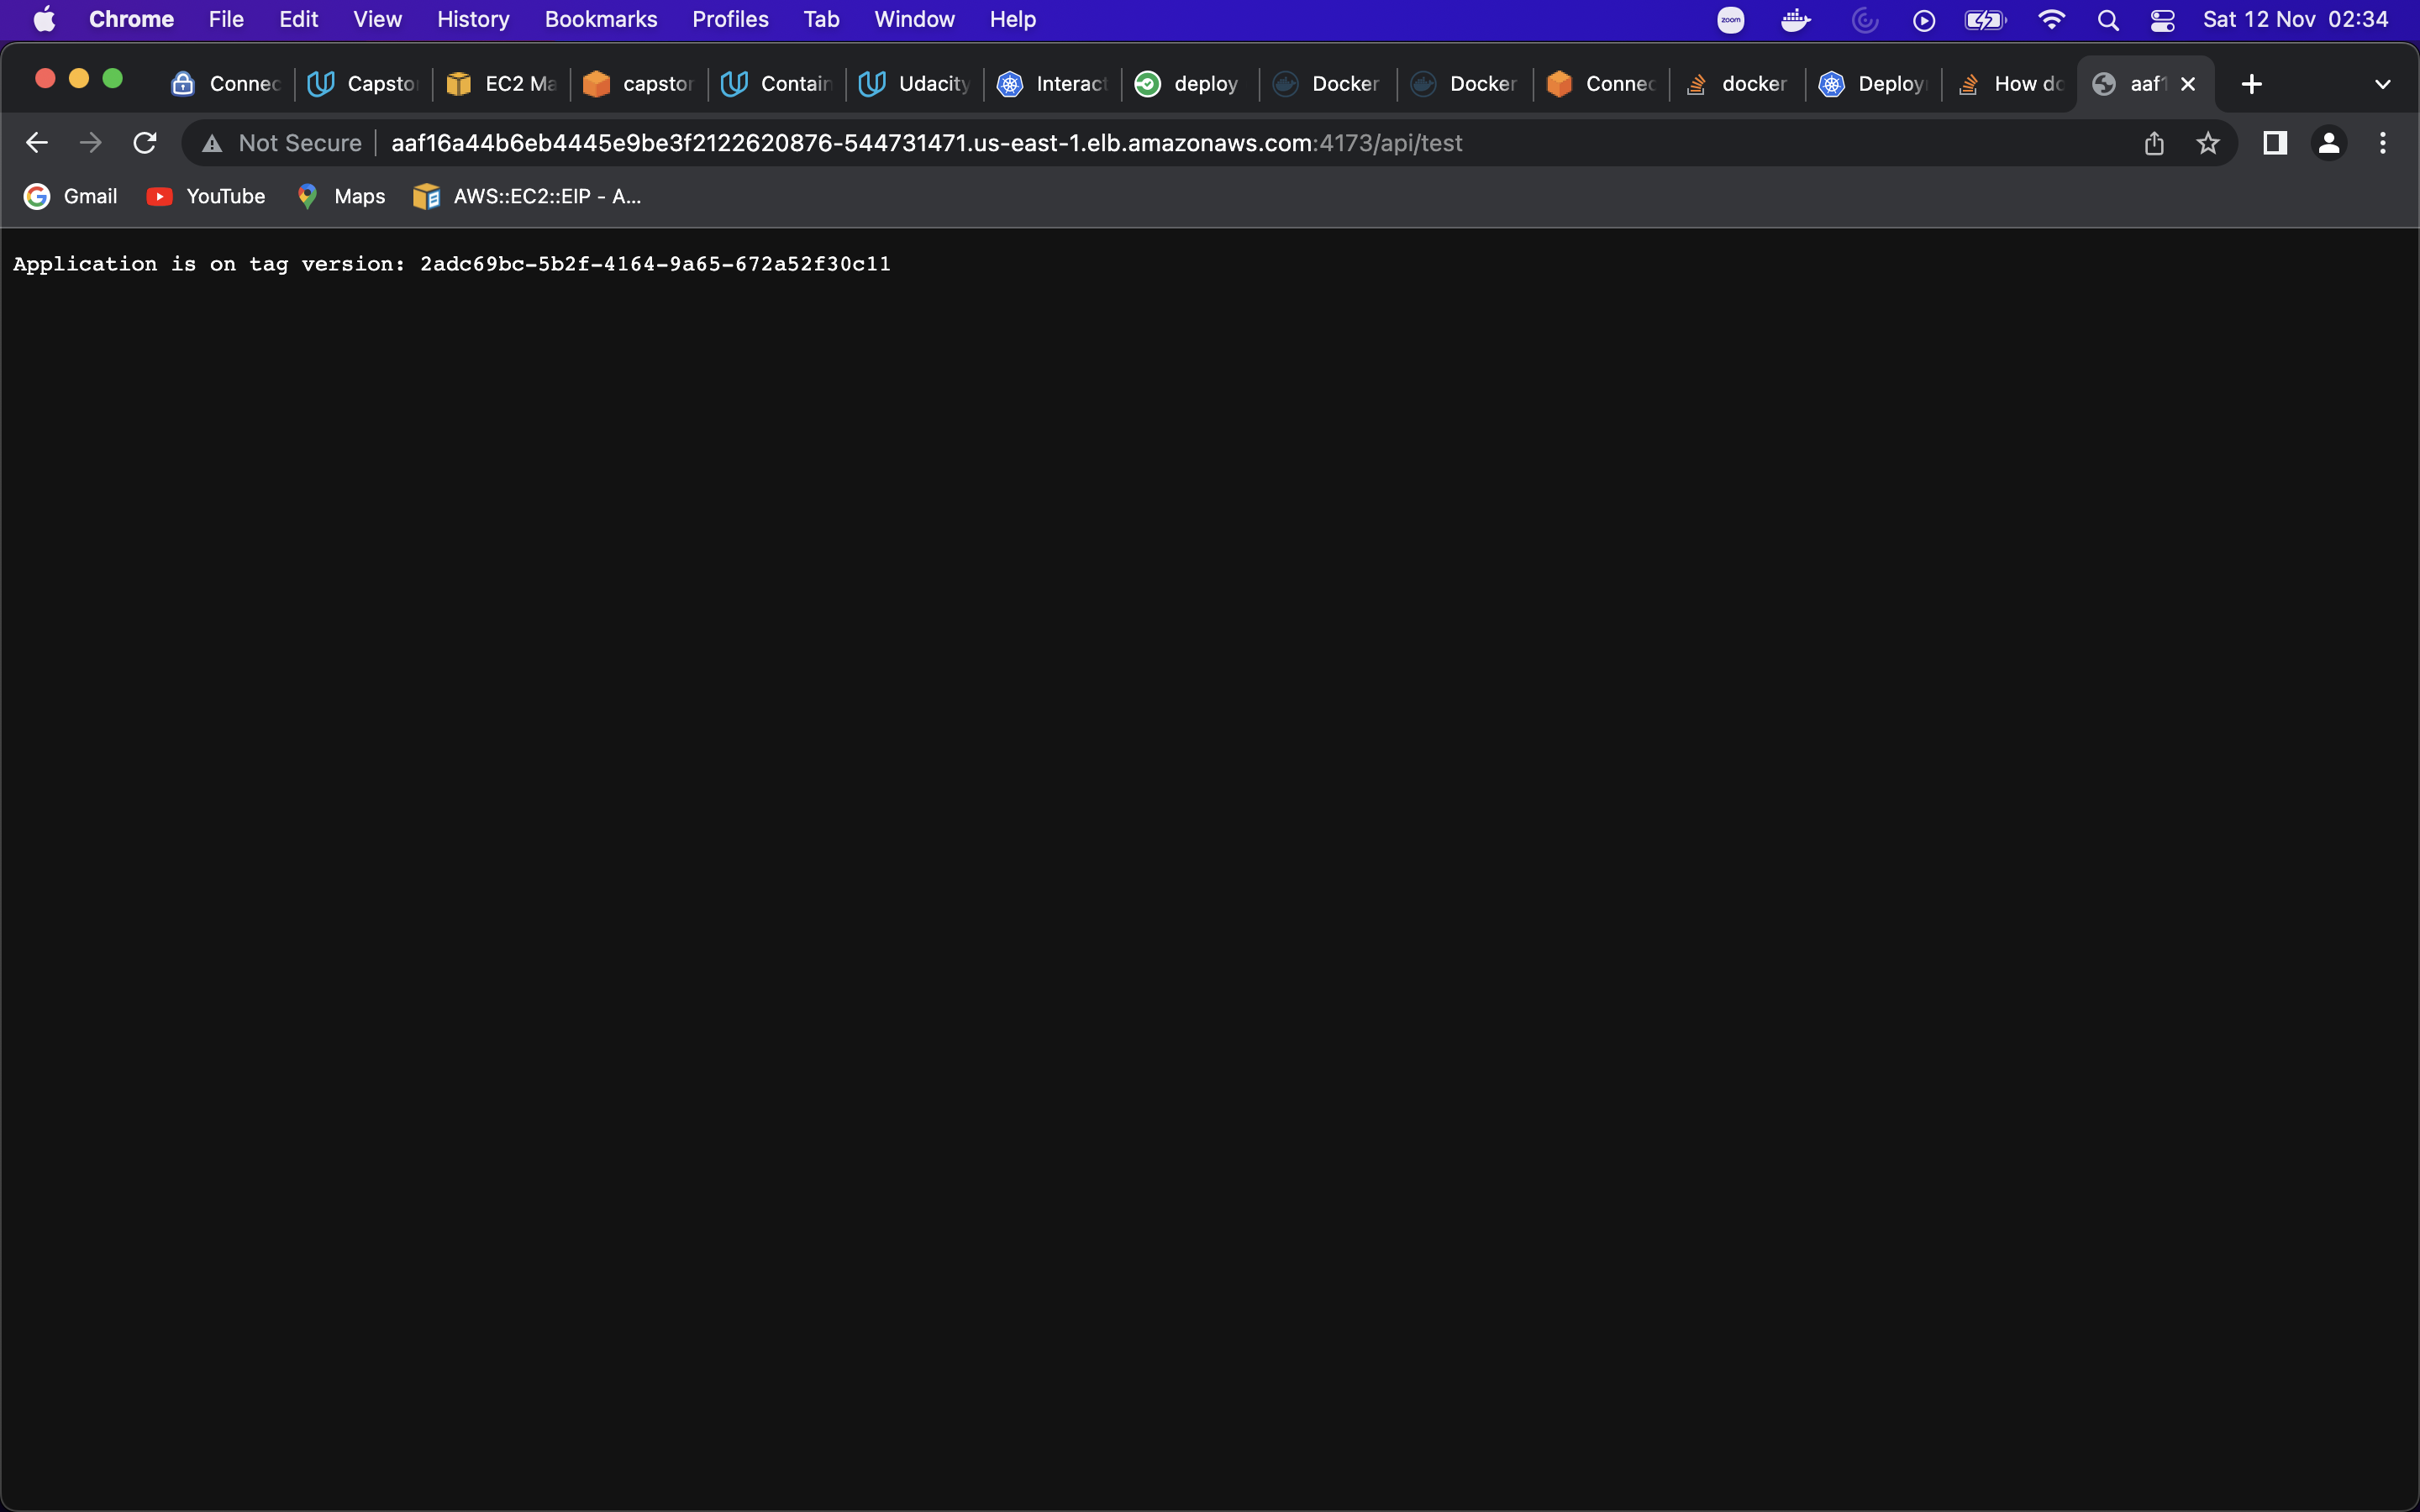 Chrome File Edit View History Bookmarks Profiles Tab Window Help zoom Sat 12 Nov 02:34
Connec Capsto EC2 Ma capstor Contain Udacity Interact deploy Docker Docker Connec docker Deploy How do aaf1
Not Secure aaf16a44b6eb4445e9be3f2122620876-544731471.us-east-1.elb.amazonaws.com:4173/api/test
Gmail YouTube Maps AWS::EC2::EIP - A...
Application is on tag version: 2adc69bc-5b2f-4164-9a65-672a52f30c11